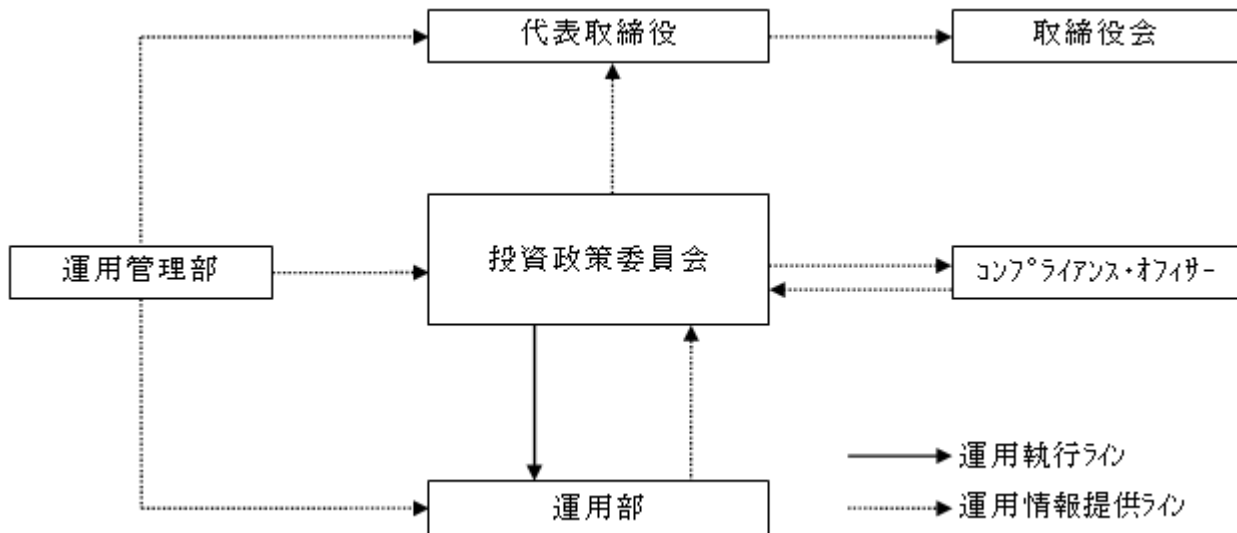 代表取締役
取締役会
運用管理部
投資政策委員会
ｺﾝﾌﾟﾗｲｱﾝｽ・ｵﾌｨｻｰ
運用部
運用執行ﾗｲﾝ
運用情報提供ﾗｲﾝ